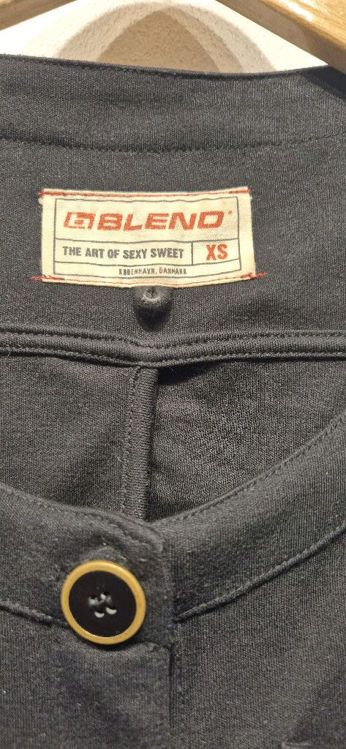 BLEND
THE ART OF SEXY SWEET
XS
KØBENHAVN, DANMARK